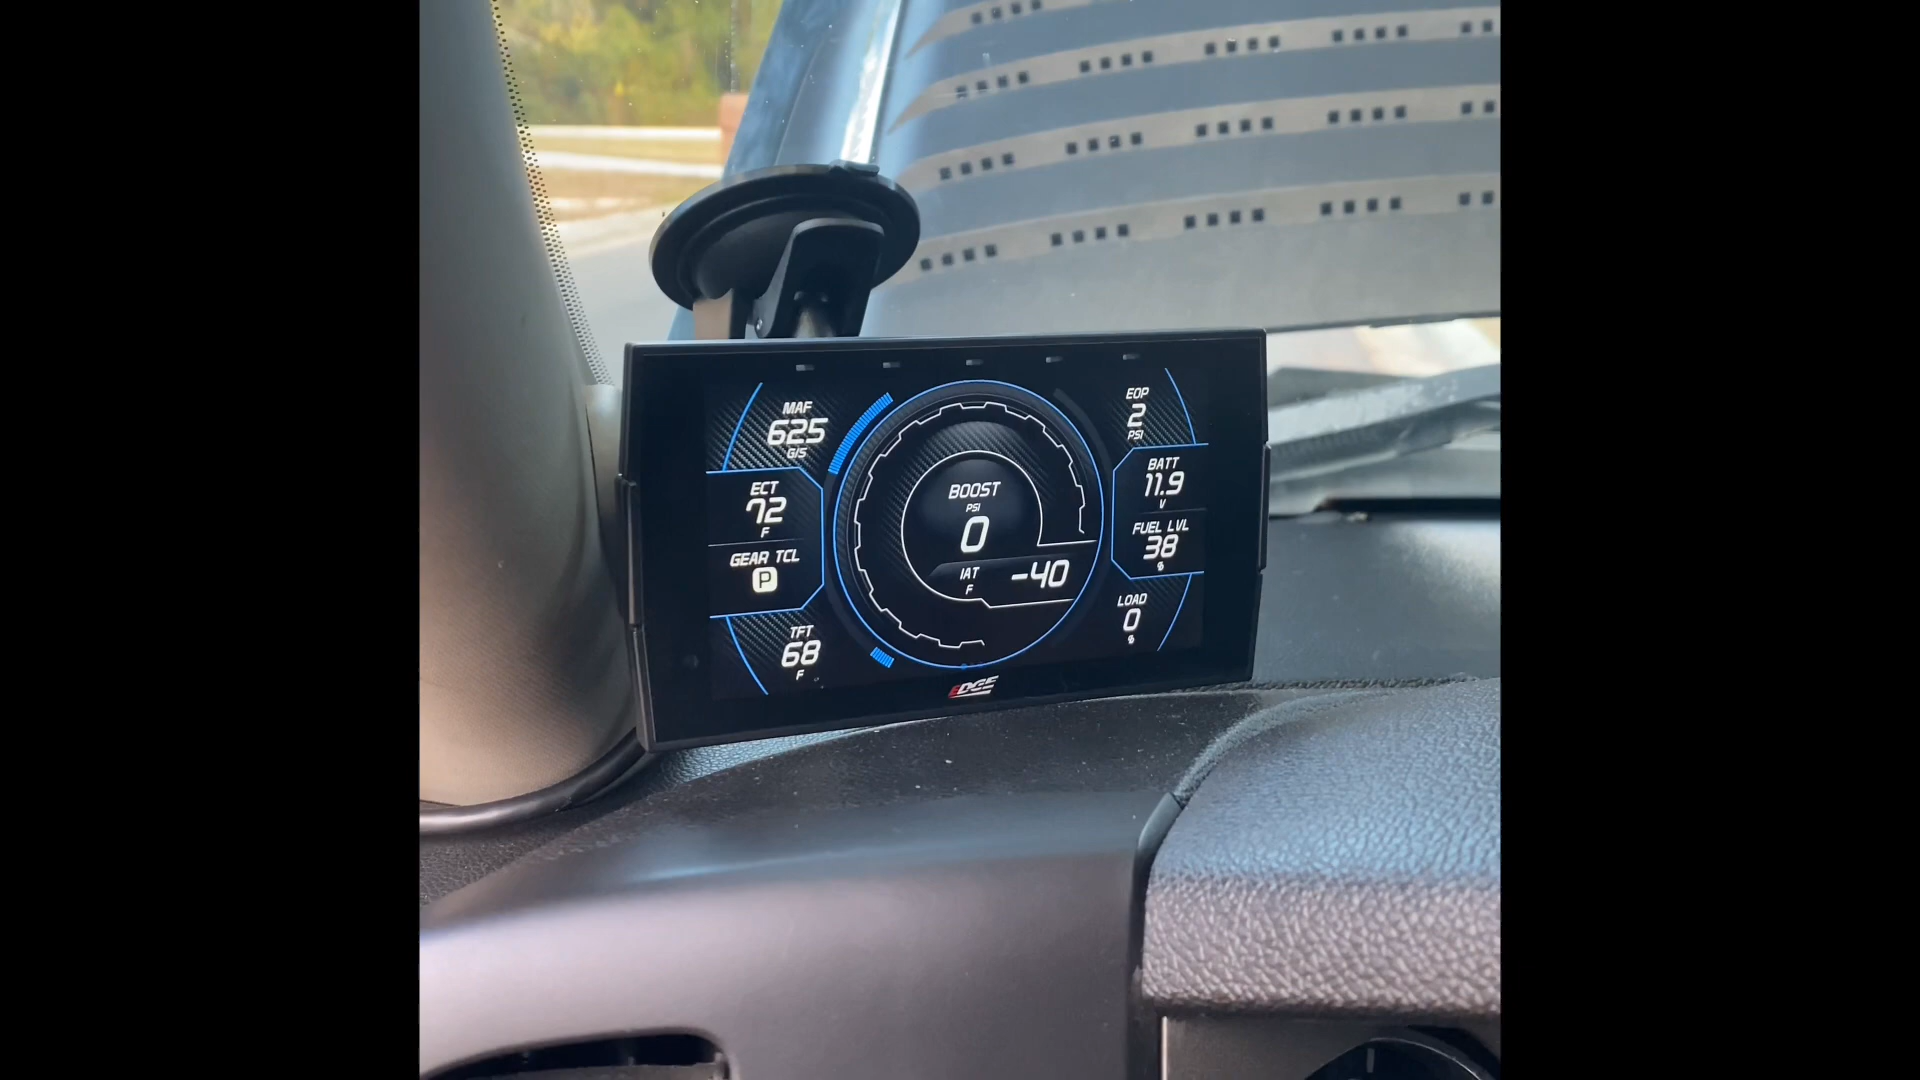 MAF
625
G/S
ECT
72
F
GEAR TCL
P
TFT
68
F
BOOST
PSI
0
IAT
F
-40
EOP
2
PSI
BATT
11.9
V
FUEL LVL
38
%
LOAD
0
%
EDGE